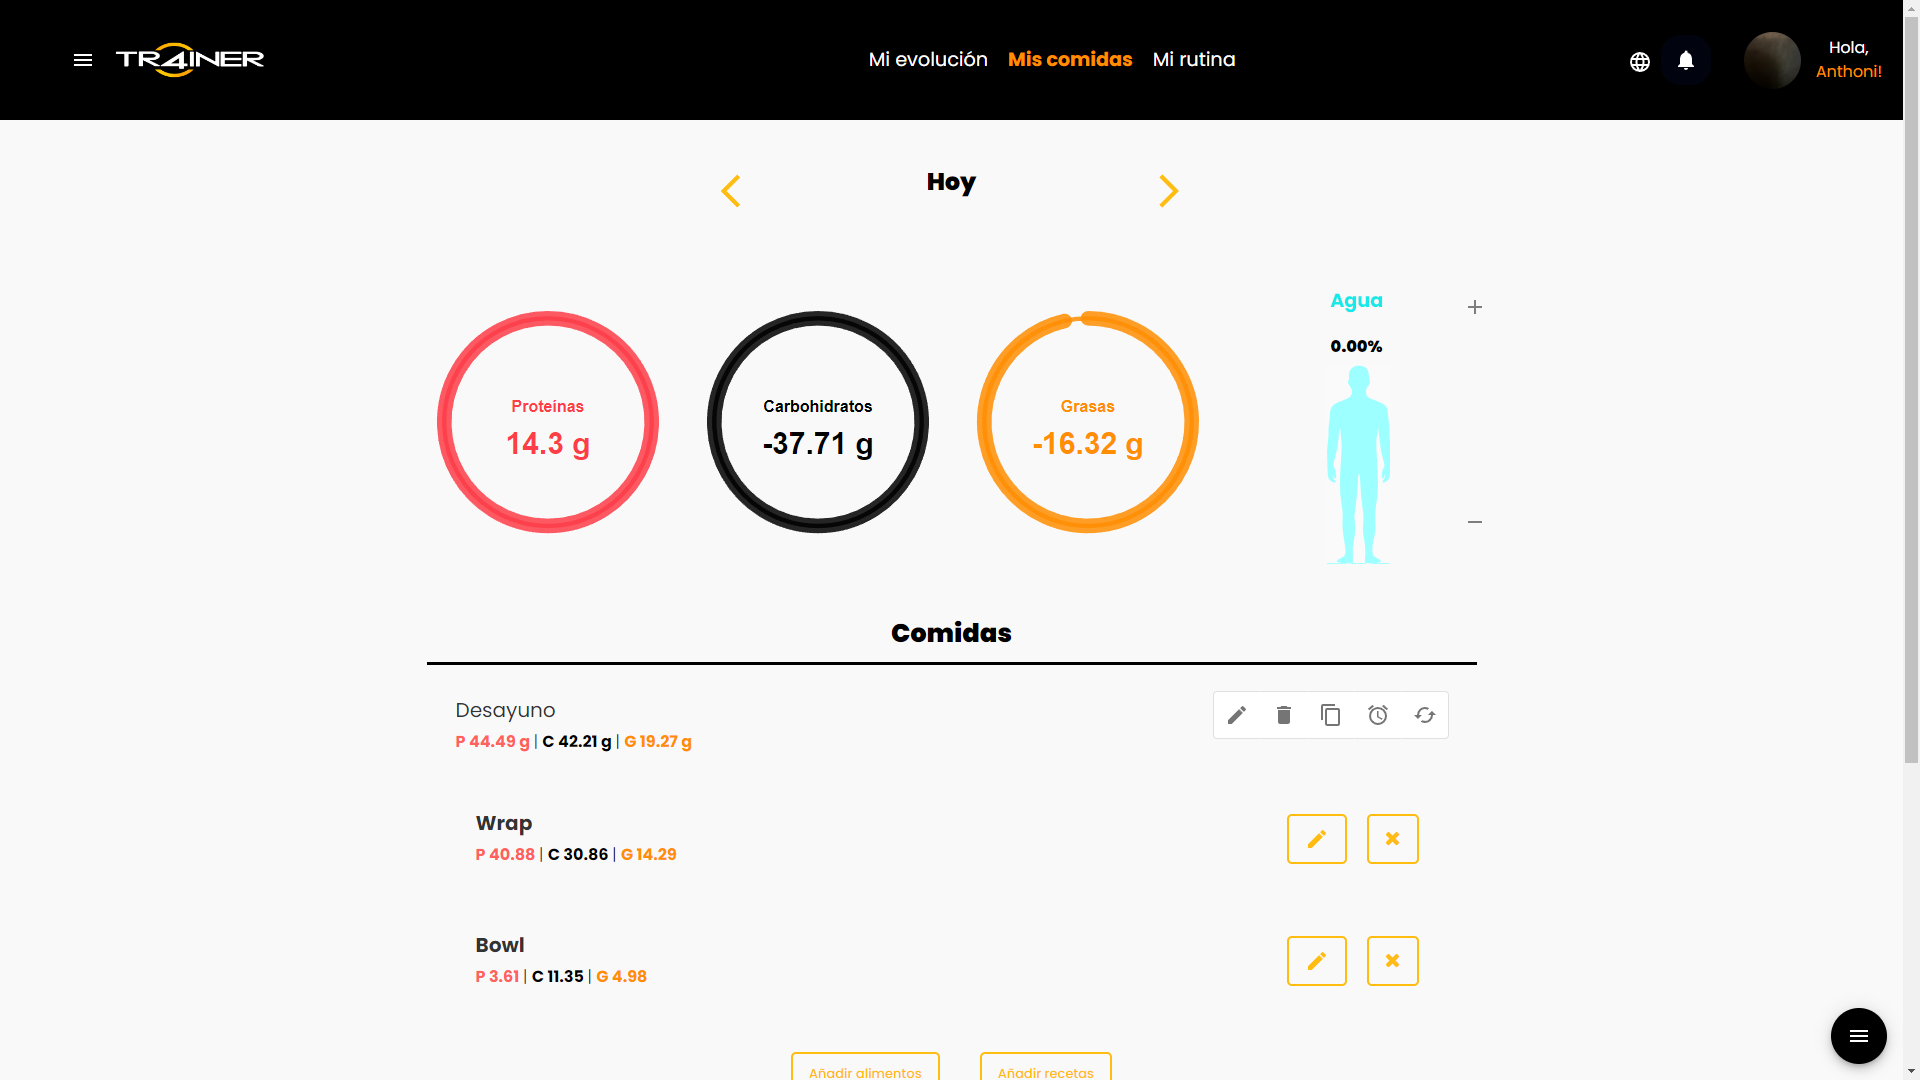 TR4INER
Mi evolución
Mis comidas
Mi rutina
Hola,
Anthoni!
Hoy
Proteínas
14.3 g
Carbohidratos
-37.71 g
Grasas
-16.32 g
Agua
0.00%
Comidas
Desayuno
P 44.49 g | C 42.21 g | G 19.27 g
Wrap
P 40.88 | C 30.86 | G 14.29
Bowl
P 3.61 | C 11.35 | G 4.98
Añadir alimentos
Añadir recetas